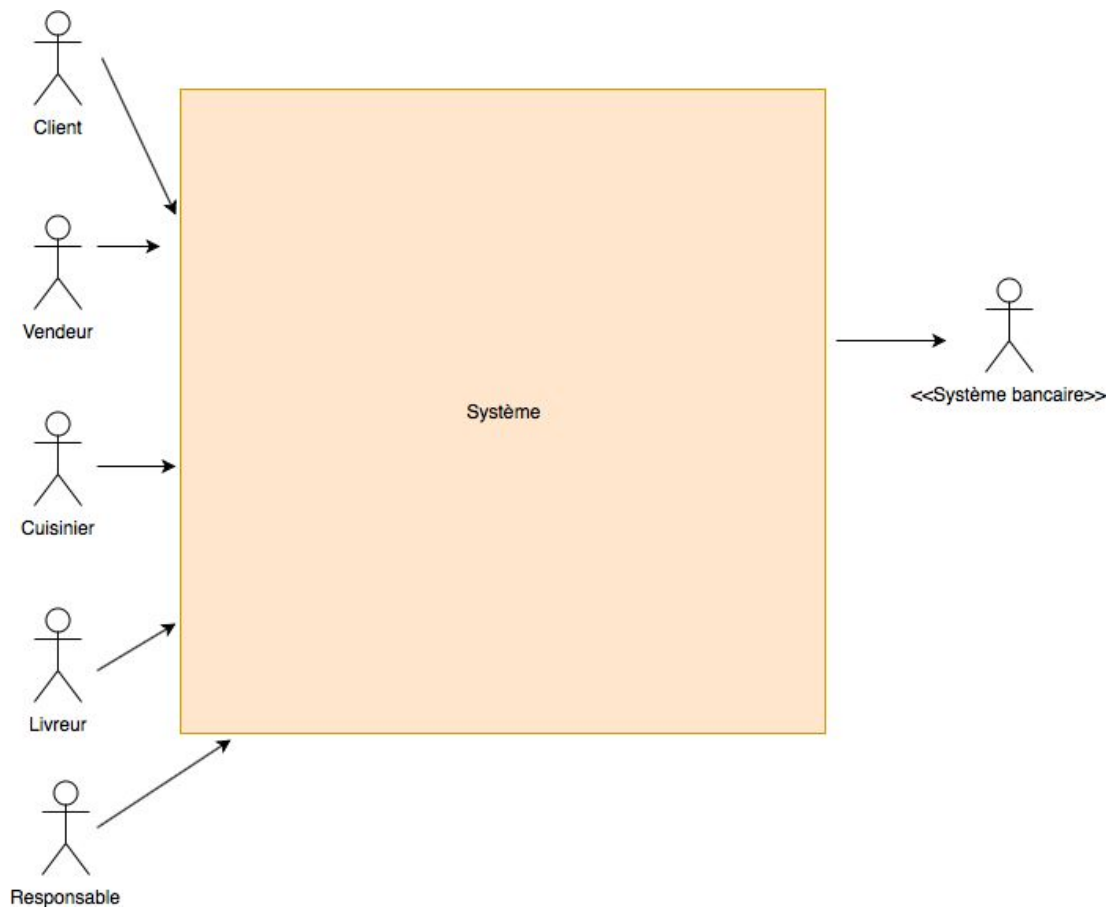 Client
Vendeur
Système
<<Système bancaire>>
Cuisinier
Livreur
Responsable